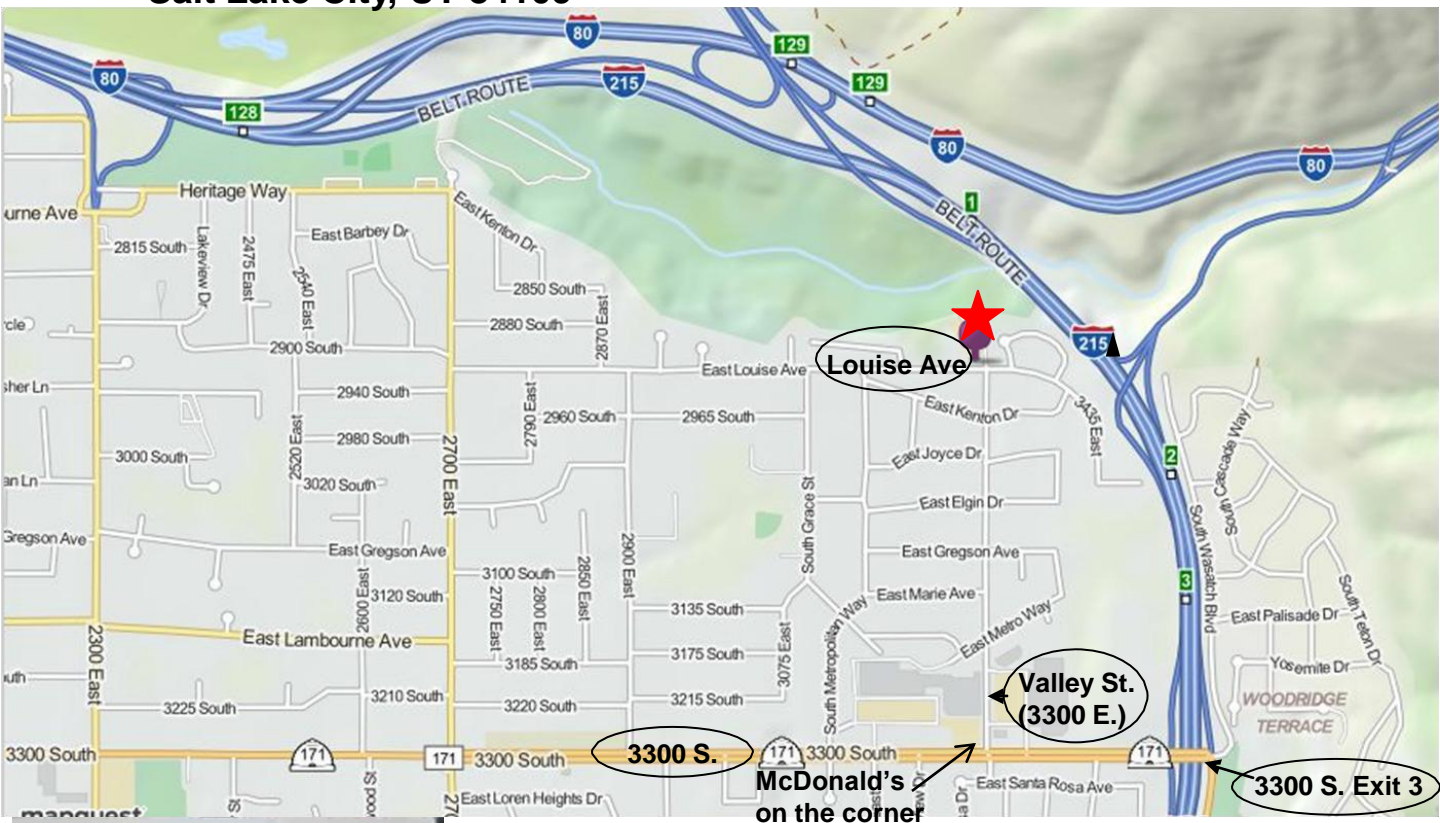 80
129
129
80
128
BELT ROUTE
215
80
80
Heritage Way
1
BELT ROUTE
East Kenton Dr
2815 South
Lakeview Dr
2475 East
2540 East
East Barbey Dr
2850 South
2880 South
2870 East
2900 South
East Louise Ave
Louise Ave
215
sher Ln
2940 South
2790 East
2960 South
2965 South
East Kenton Dr
3435 East
2980 South
2520 East
2700 East
3000 South
3020 South
East Joyce Dr
2
South Cascade Way
East Elgin Dr
South Grace St
South Wasatch Blvd
Gregson Ave
East Gregson Ave
2900 East
East Gregson Ave
3100 South
2850 East
2750 East
2800 East
2600 East
3120 South
3135 South
East Marie Ave
3
East Palisade Dr
South Teton Dr
East Metro Way
South Metropolitan Way
East Lambourne Ave
2300 East
3185 South
3175 South
3075 East
Yosemite Dr
Valley St.
(3300 E.)
WOODRIDGE
TERRACE
3225 South
3210 South
3220 South
3215 South
3300 South
171
171
3300 South
3300 S.
171
3300 South
171
McDonald's
on the corner
East Santa Rosa Ave
3300 S. Exit 3
East Loren Heights Dr